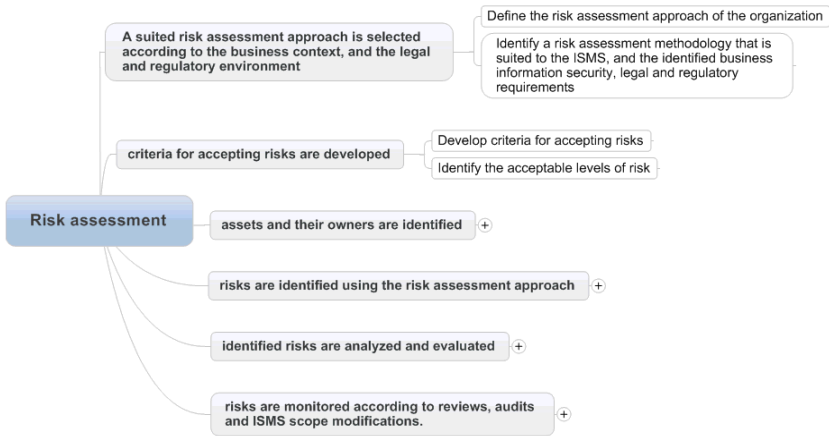 Risk assessment
A suited risk assessment approach is selected
according to the business context, and the legal
and regulatory environment
Define the risk assessment approach of the organization
Identify a risk assessment methodology that is
suited to the ISMS, and the identified business
information security, legal and regulatory
requirements
criteria for accepting risks are developed
Develop criteria for accepting risks
Identify the acceptable levels of risk
assets and their owners are identified
risks are identified using the risk assessment approach
identified risks are analyzed and evaluated
risks are monitored according to reviews, audits
and ISMS scope modifications.